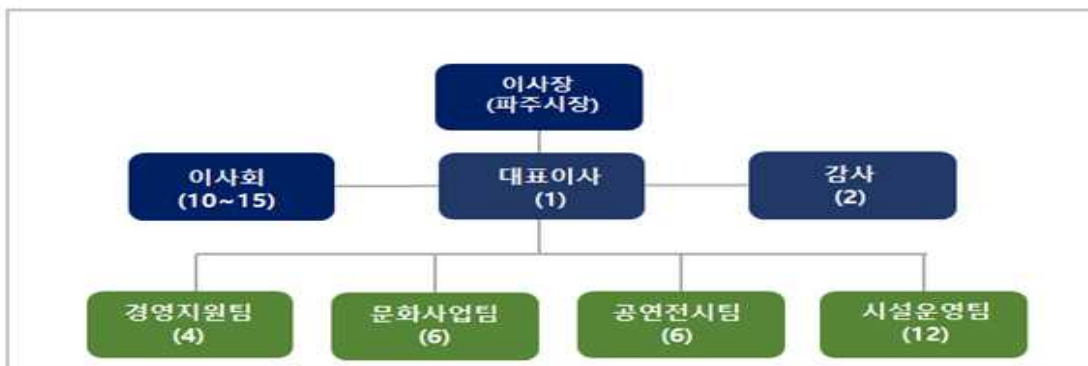 이사장
(파주시장)
이사회
(10~15)
대표이사
(1)
감사
(2)
경영지원팀
(4)
문화사업팀
(6)
공연전시팀
(6)
시설운영팀
(12)